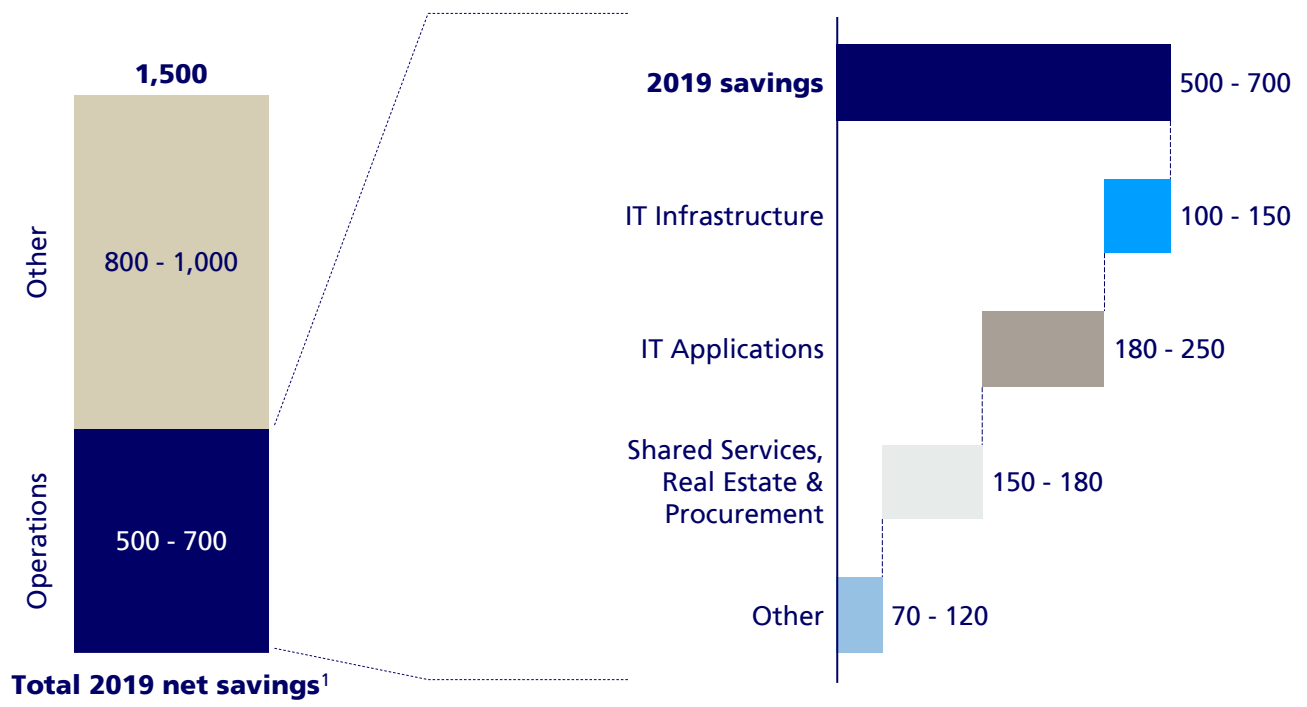 1,500
Other
800 - 1,000
Operations
500 - 700
Total 2019 net savings1
2019 savings
500 - 700
IT Infrastructure
100 - 150
IT Applications
180 - 250
Shared Services,
Real Estate &
Procurement
150 - 180
Other
70 - 120